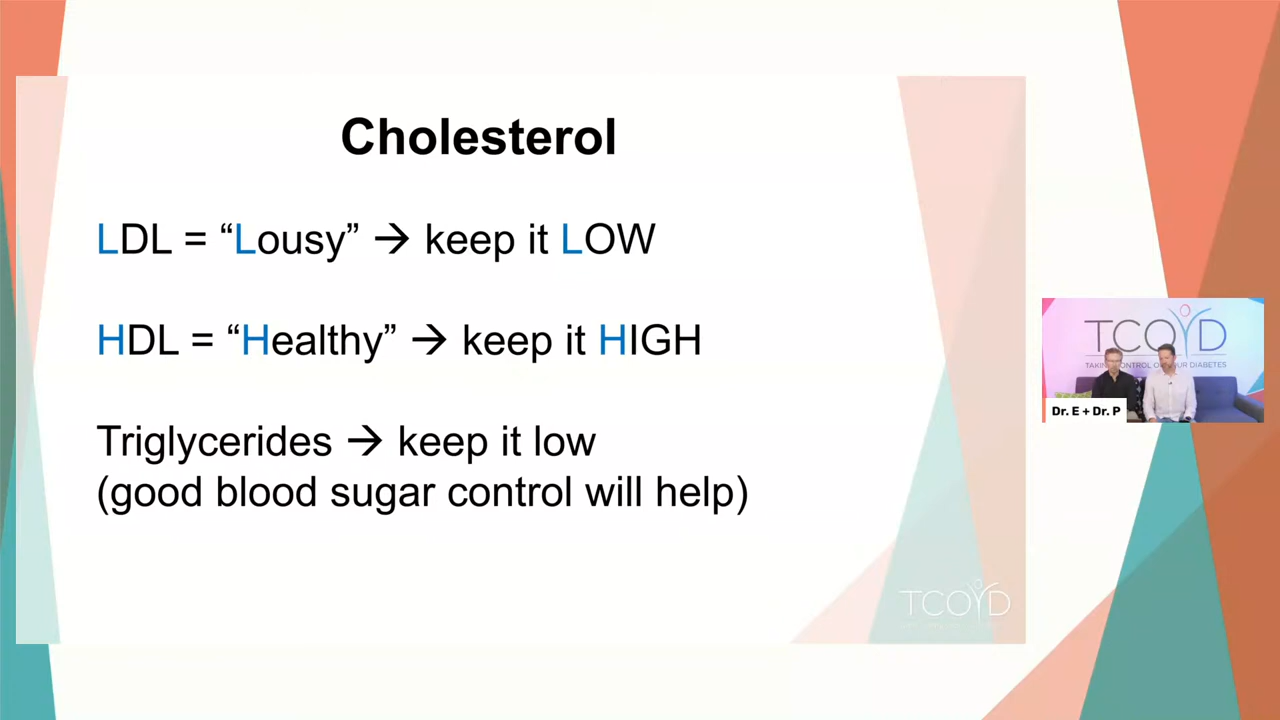 Cholesterol
LDL = “Lousy” → keep it LOW
HDL = “Healthy” → keep it HIGH
Triglycerides → keep it low
(good blood sugar control will help)
TCOYD
TCOYD
TAKING CONTROL OF YOUR DIABETES
Dr. E + Dr. P